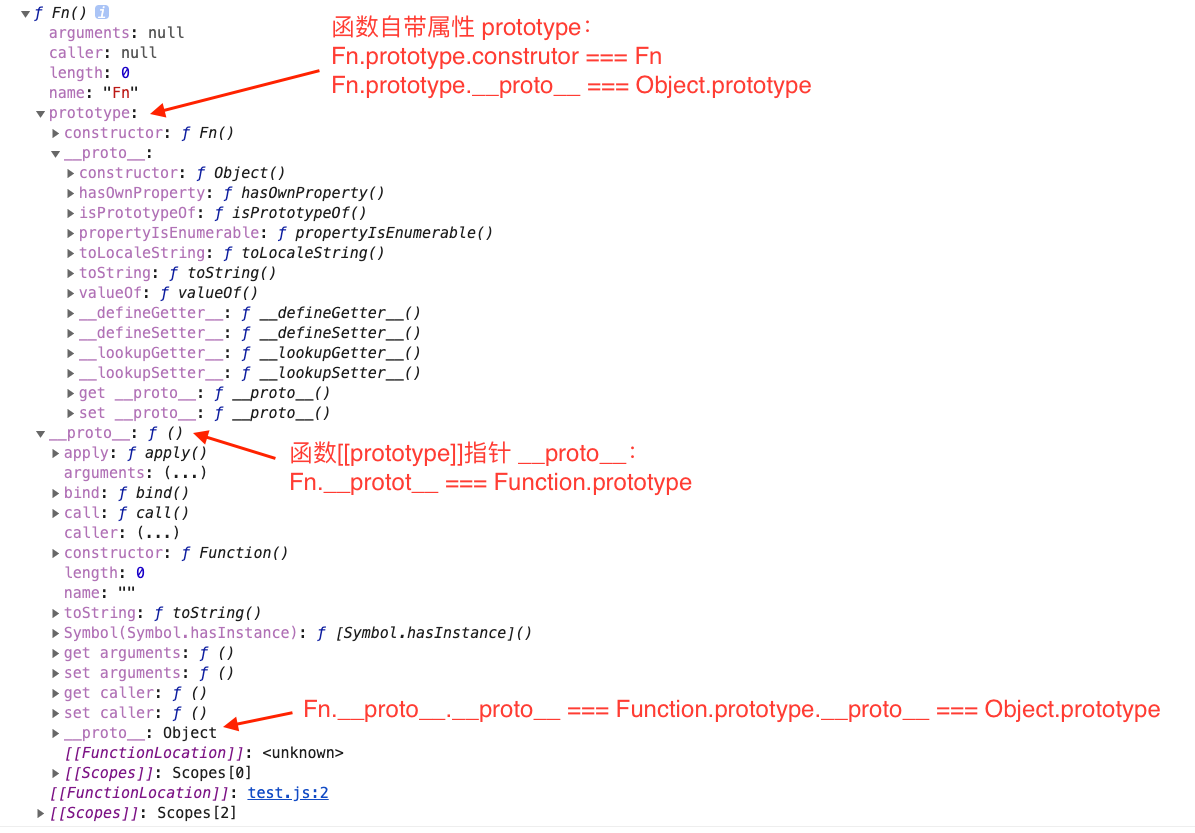 ƒ Fn() i
arguments: null
caller: null
length: 0
name: "Fn"
prototype:
constructor: ƒ Fn()
__proto__:
constructor: ƒ Object()
hasOwnProperty: ƒ hasOwnProperty()
isPrototypeOf: ƒ isPrototypeOf()
propertyIsEnumerable: ƒ propertyIsEnumerable()
toLocaleString: ƒ toLocaleString()
toString: ƒ toString()
valueOf: ƒ valueOf()
__defineGetter__: ƒ __defineGetter__()
__defineSetter__: ƒ __defineSetter__()
__lookupGetter__: ƒ __lookupGetter__()
__lookupSetter__: ƒ __lookupSetter__()
get __proto__: ƒ __proto__()
set __proto__: ƒ __proto__()
__proto__: ƒ ()
apply: ƒ apply()
arguments: (...)
bind: ƒ bind()
call: ƒ call()
caller: (...)
constructor: ƒ Function()
length: 0
name: ""
toString: ƒ toString()
Symbol(Symbol.hasInstance): ƒ [Symbol.hasInstance]()
get arguments: ƒ ()
set arguments: ƒ ()
get caller: ƒ ()
set caller: ƒ ()
__proto__: Object
[[FunctionLocation]]: <unknown>
[[Scopes]]: Scopes[0]
[[FunctionLocation]]: test.js:2
[[Scopes]]: Scopes[2]
函数自带属性 prototype：
Fn.prototype.construtor === Fn
Fn.prototype.__proto__ === Object.prototype
函数[[prototype]]指针 __proto__：
Fn.__protot__ === Function.prototype
Fn.__proto__.__proto__ === Function.prototype.__proto__ === Object.prototype